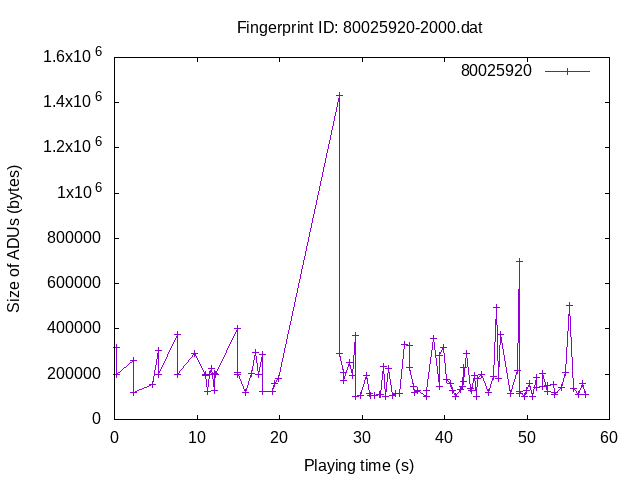 Fingerprint ID: 80025920-2000.dat
1.6x10 6
80025920
1.4x10 6
1.2x10 6
1x10 6
800000
600000
400000
200000
0
Size of ADUs (bytes)
0 10 20 30 40 50 60
Playing time (s)